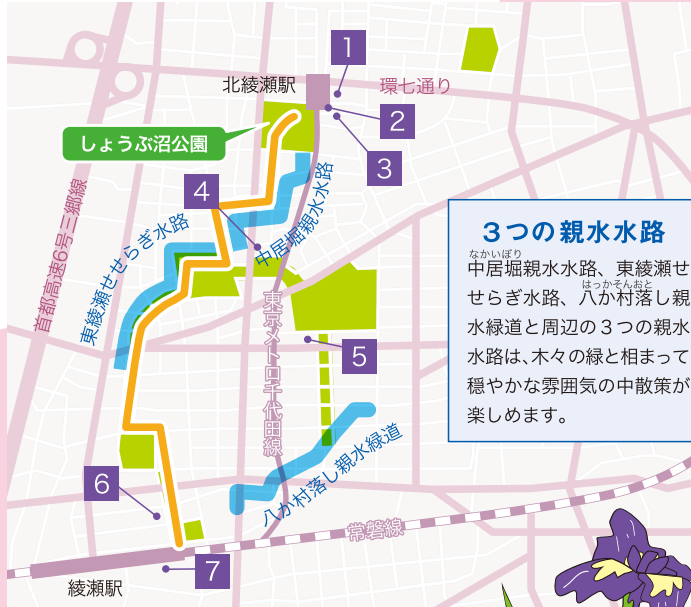 1
北綾瀬駅
環七通り
2
しょうぶ沼公園
3
4
中居堀親水水路
東綾瀬せせらぎ水路
首都高速6号三郷線
3つの親水水路
なかいぼり
中居堀親水水路、東綾瀬せ
はっかそんおと
せらぎ水路、八か村落し親
水緑道と周辺の3つの親水
水路は、木々の緑と相まって
穏やかな雰囲気の中散策が
楽しめます。
東京メトロ千代田線
5
八か村落し親水緑道
6
常磐線
7
綾瀬駅